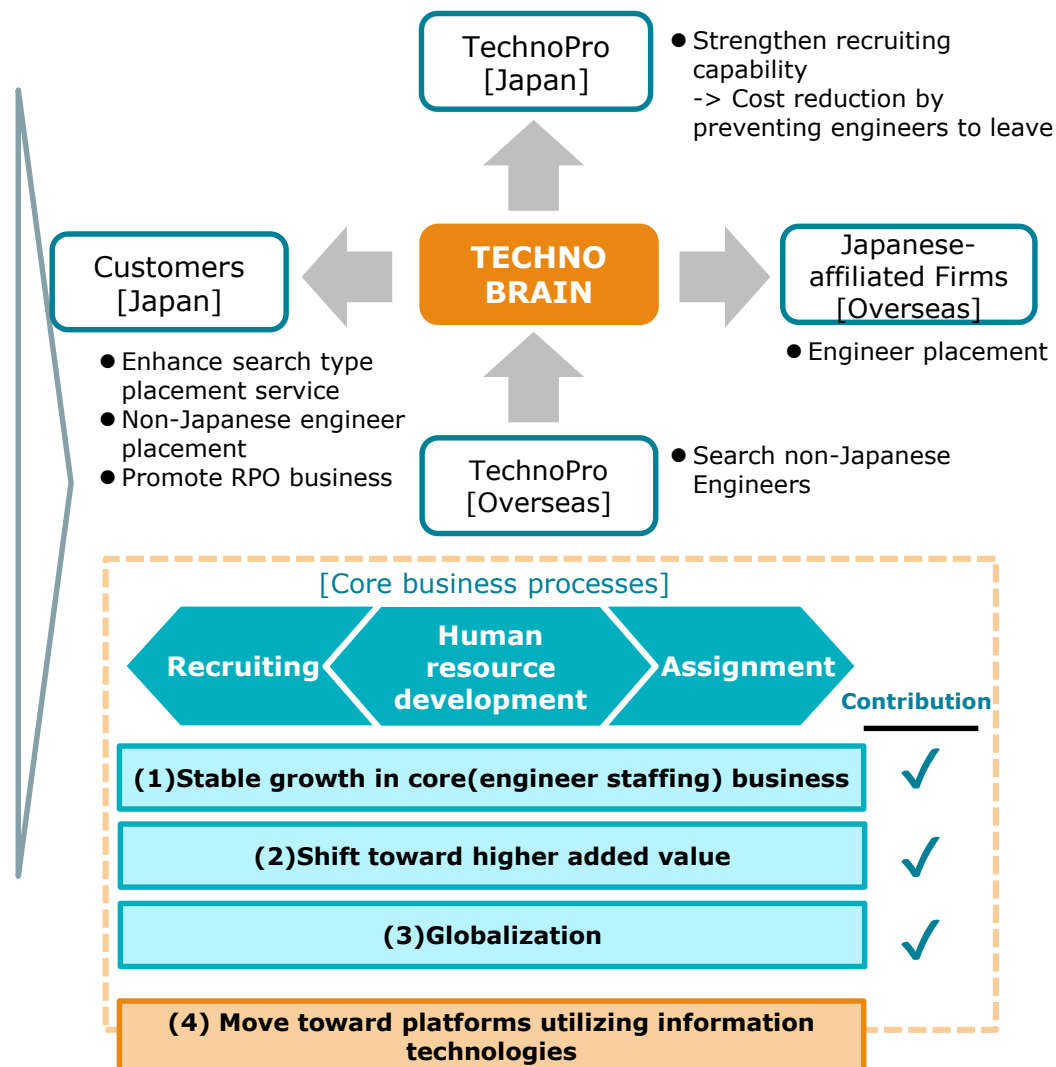 TechnoPro
[Japan]
● Strengthen recruiting
capability
-> Cost reduction by
preventing engineers to leave
Customers
[Japan]
TECHNO
BRAIN
Japanese-
affiliated Firms
[Overseas]
● Enhance search type
placement service
● Non-Japanese engineer
placement
● Promote RPO business
● Engineer placement
TechnoPro
[Overseas]
● Search non-Japanese
Engineers
[Core business processes]
Recruiting
Human
resource
development
Assignment
Contribution
(1)Stable growth in core(engineer staffing) business
✓
(2)Shift toward higher added value
✓
(3)Globalization
✓
(4) Move toward platforms utilizing information
technologies